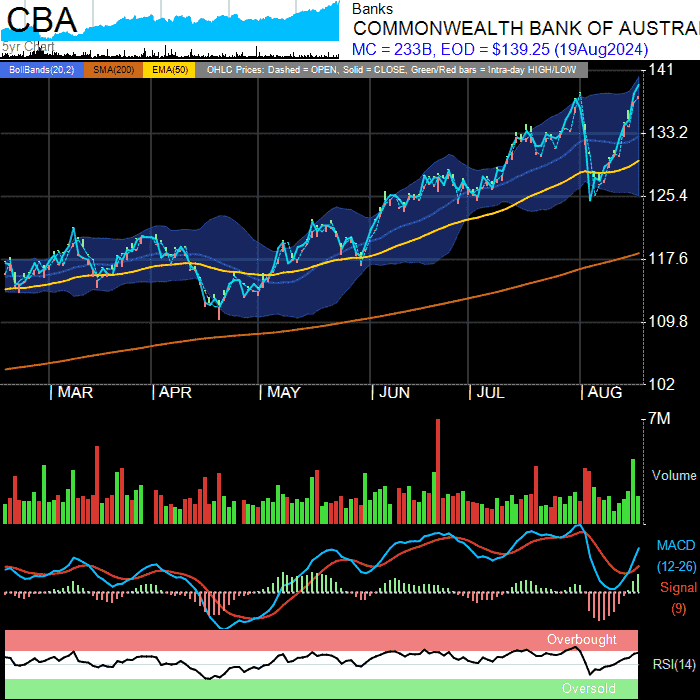 CBA
5yr Chart
Banks
COMMONWEALTH BANK OF AUSTRA
MC = 233B, EOD = $139.25 (19Aug2024)
BollBands(20,2) SMA(200) EMA(50) OHLC Prices: Dashed = OPEN, Solid = CLOSE, Green/Red bars = Intra-day HIGH/LOW
141
133.2
125.4
117.6
109.8
102
MAR APR MAY JUN JUL AUG
7M
Volume
MACD
(12-26)
Signal
(9)
Overbought
RSI(14)
Oversold